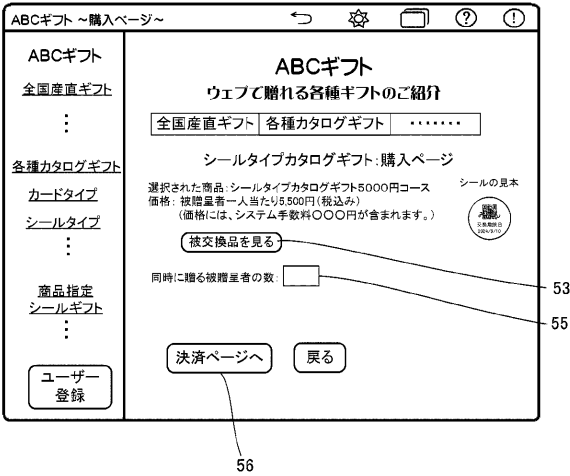 ABCギフト ~購入ページ~
ABCギフト
全国産直ギフト
各種カタログギフト
カードタイプ
シールタイプ
商品指定
シールギフト
ユーザー
登録
ABCギフト
ウェブで贈れる各種ギフトのご紹介
全国産直ギフト 各種カタログギフト ・・・・・・・
シールタイプカタログギフト:購入ページ
選択された商品:シールタイプカタログギフト5000円コース
価格: 被贈呈者一人当たり5,500円(税込み)
(価格には、システム手数料〇〇〇円が含まれます。)
シールの見本
交換期限日
2024/3/10
被交換品を見る
同時に贈る被贈呈者の数:
決済ページへ 戻る
53
55
56